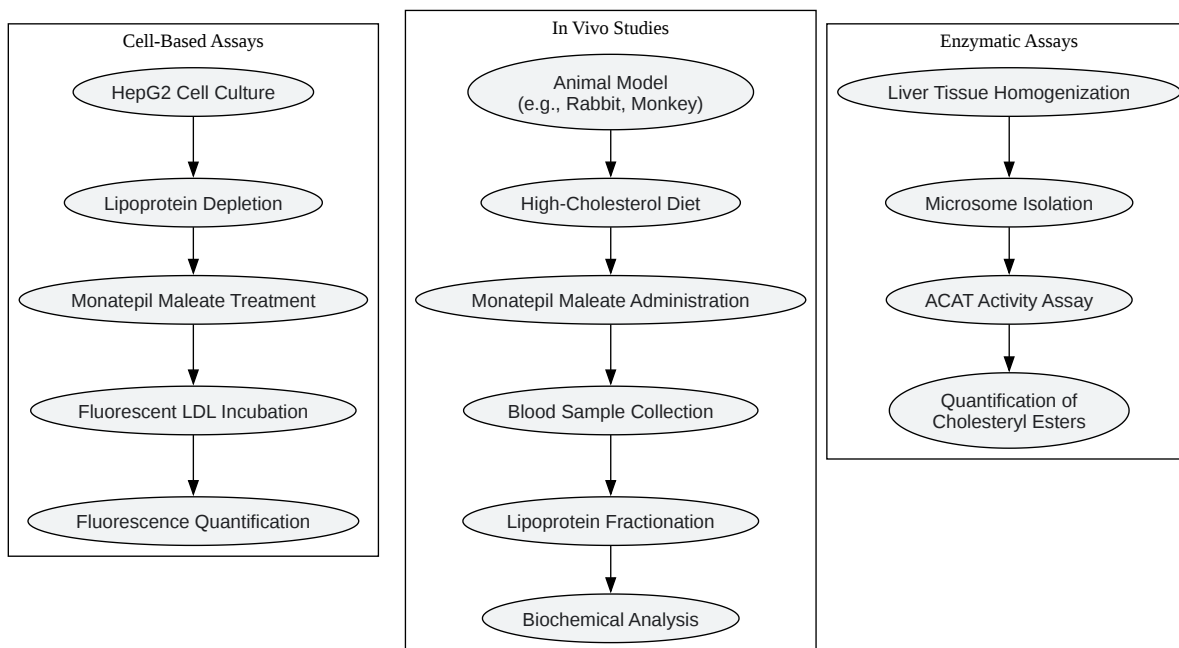 Cell-Based Assays
HepG2 Cell Culture
Lipoprotein Depletion
Monatepil Maleate Treatment
Fluorescent LDL Incubation
Fluorescence Quantification
In Vivo Studies
Animal Model
(e.g., Rabbit, Monkey)
High-Cholesterol Diet
Monatepil Maleate Administration
Blood Sample Collection
Lipoprotein Fractionation
Biochemical Analysis
Enzymatic Assays
Liver Tissue Homogenization
Microsome Isolation
ACAT Activity Assay
Quantification of
Cholesteryl Esters